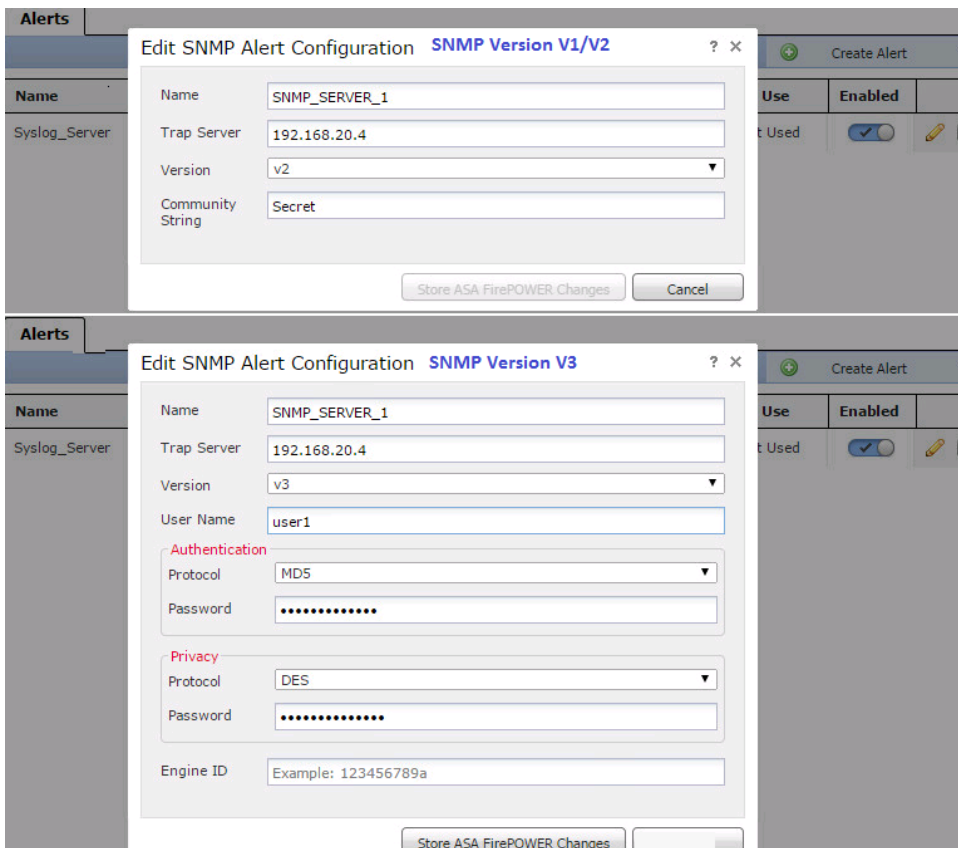 Alerts
Edit SNMP Alert Configuration SNMP Version V1/V2 ? ×
Create Alert
Name Use Enabled
Syslog_Server t Used
Name SNMP_SERVER_1
Trap Server 192.168.20.4
Version v2
Community String Secret
Store ASA FirePOWER Changes Cancel
Alerts
Edit SNMP Alert Configuration SNMP Version V3 ? ×
Create Alert
Name Use Enabled
Syslog_Server t Used
Name SNMP_SERVER_1
Trap Server 192.168.20.4
Version v3
User Name user1
Authentication
Protocol MD5
Password •••••••••••••
Privacy
Protocol DES
Password ••••••••••••••
Engine ID Example: 123456789a
Store ASA FirePOWER Changes